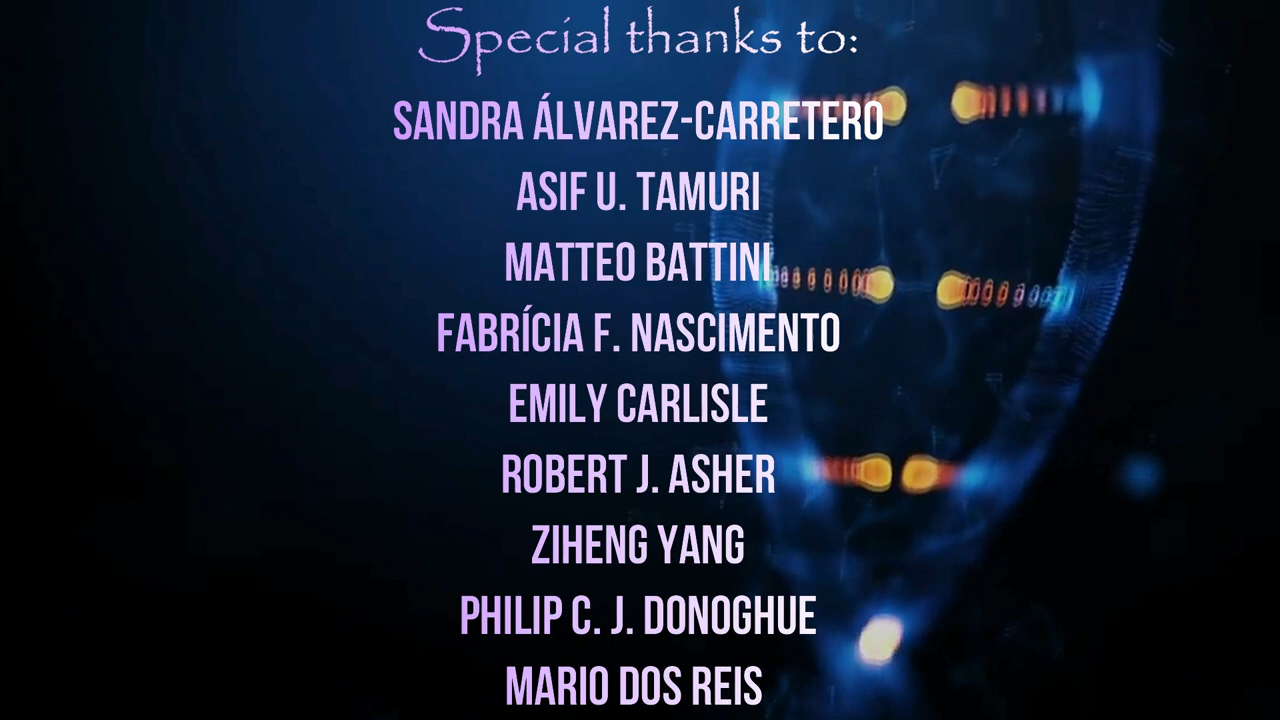 Special thanks to:
SANDRA ÁLVAREZ-CARRETERO
ASIF U. TAMURI
MATTEO BATTINI
FABRÍCIA F. NASCIMENTO
EMILY CARLISLE
ROBERT J. ASHER
ZIHENG YANG
PHILIP C. J. DONOGHUE
MARIO DOS REIS